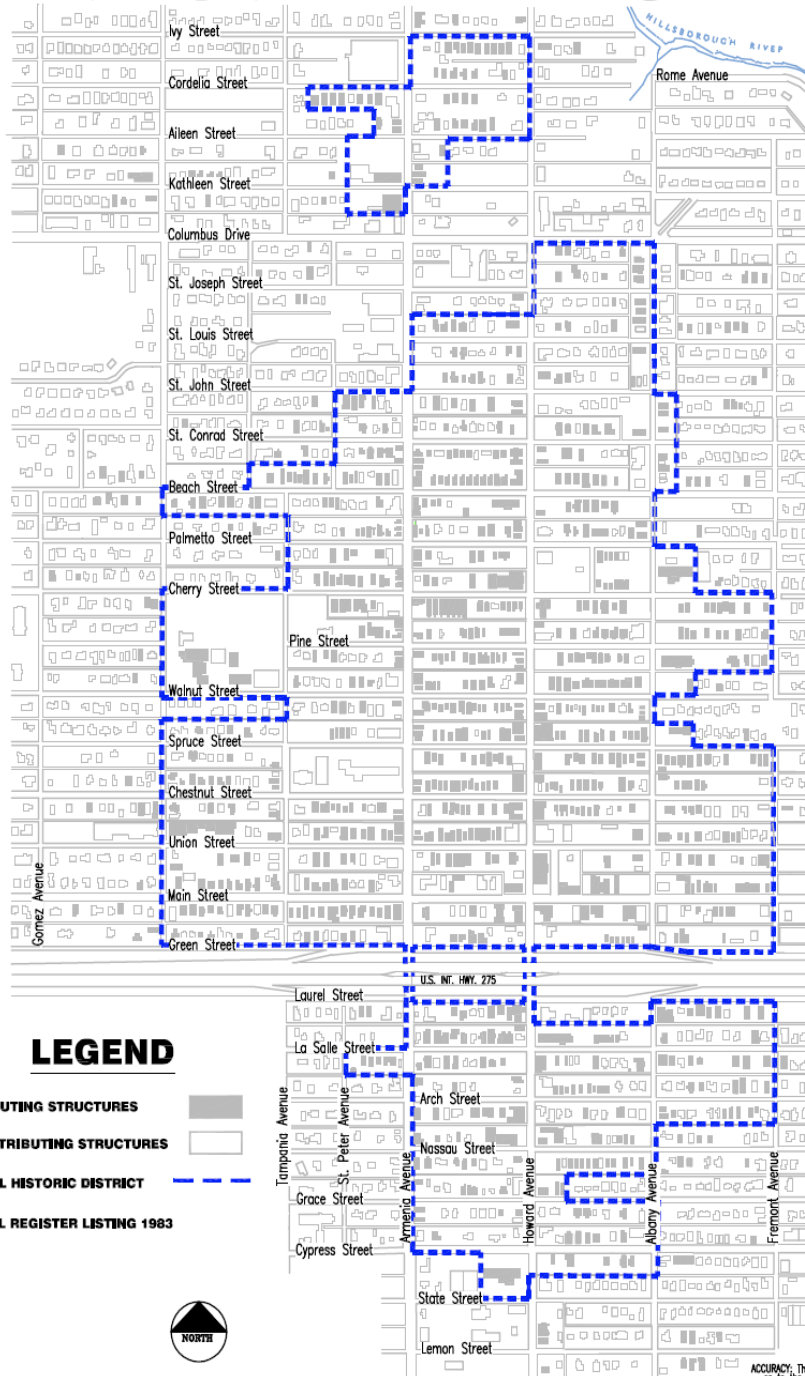 HILLSBOROUGH RIVER
Ivy Street
Rome Avenue
Cordelia Street
Aileen Street
Kathleen Street
Columbus Drive
St. Joseph Street
St. Louis Street
St. John Street
St. Conrad Street
Beach Street
Palmetto Street
Cherry Street
Pine Street
Walnut Street
Spruce Street
Chestnut Street
Union Street
Main Street
Gomez Avenue
Green Street
U.S. INT. HWY. 275
Laurel Street
La Salle Street
Arch Street
Nassau Street
Grace Street
Cypress Street
State Street
Lemon Street
Tampania Avenue
St. Peter Avenue
Armenia Avenue
Howard Avenue
Albany Avenue
Fremont Avenue
LEGEND
UTING STRUCTURES
TRIBUTING STRUCTURES
L HISTORIC DISTRICT
L REGISTER LISTING 1983
NORTH
ACCURACY: Th